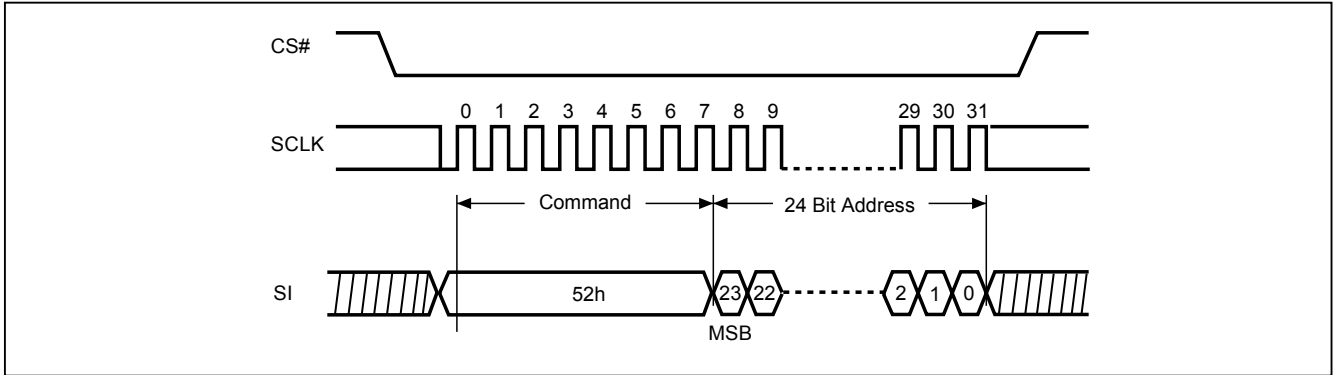 CS#
0 1 2 3 4 5 6 7 8 9 29 30 31
SCLK
Command 24 Bit Address
SI 52h 23 22 2 1 0
MSB